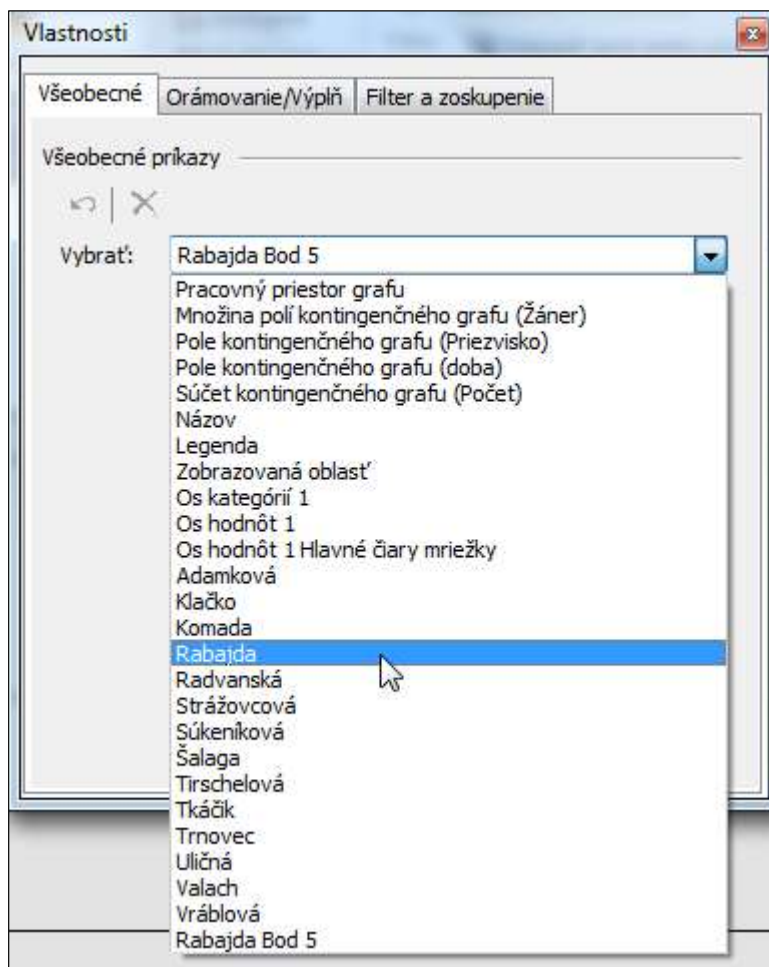 Vlastnosti
Všeobecné Orámovanie/Výplň Filter a zoskupenie
Všeobecné príkazy
Vybrať: Rabajda Bod 5
Pracovný priestor grafu
Množina polí kontingenčného grafu (Žáner)
Pole kontingenčného grafu (Priezvisko)
Pole kontingenčného grafu (doba)
Súčet kontingenčného grafu (Počet)
Názov
Legenda
Zobrazovaná oblasť
Os kategórií 1
Os hodnôt 1
Os hodnôt 1 Hlavné čiary mriežky
Adamková
Klačko
Komada
Rabajda
Radvanská
Strážovcová
Súkeníková
Šalaga
Tirschelová
Tkáčik
Trnovec
Uličná
Valach
Vráblová
Rabajda Bod 5